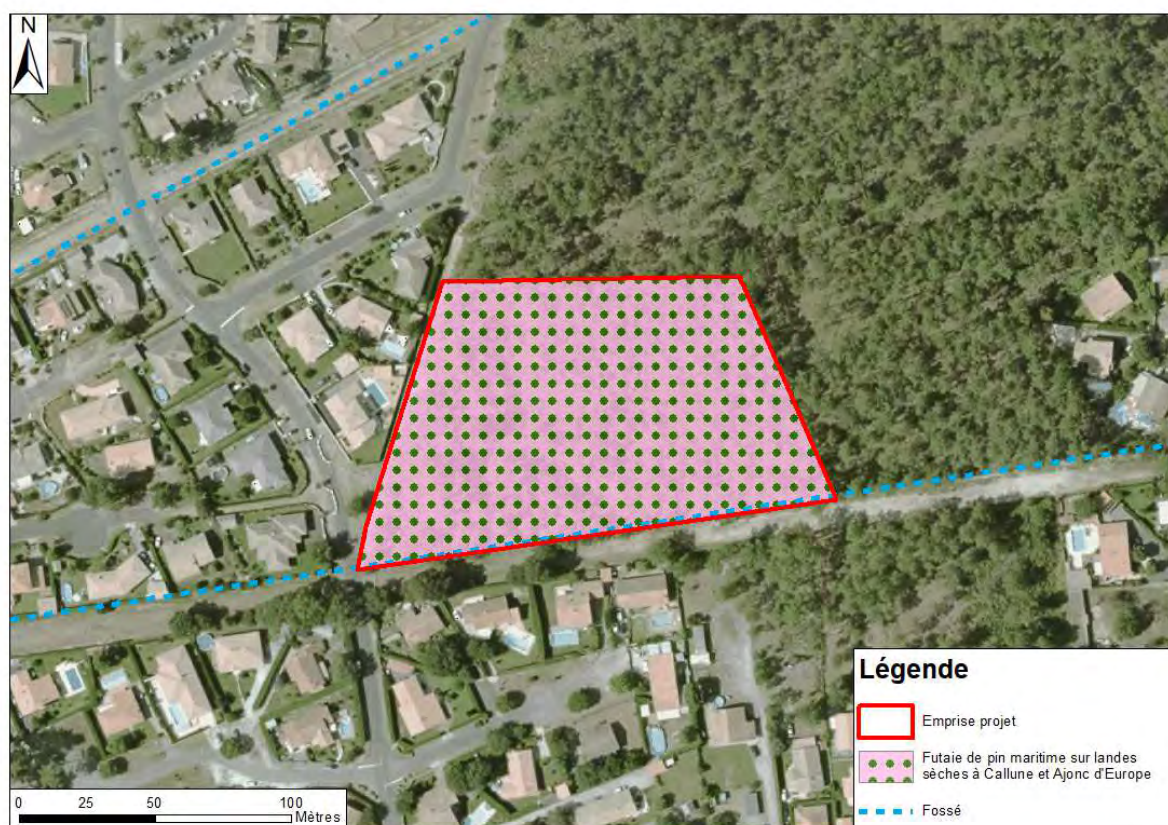 N
Légende
Emprise projet
Futaie de pin maritime sur landes
sèches à Callune et Ajonc d'Europe
Fossé
0 25 50 100
Mètres